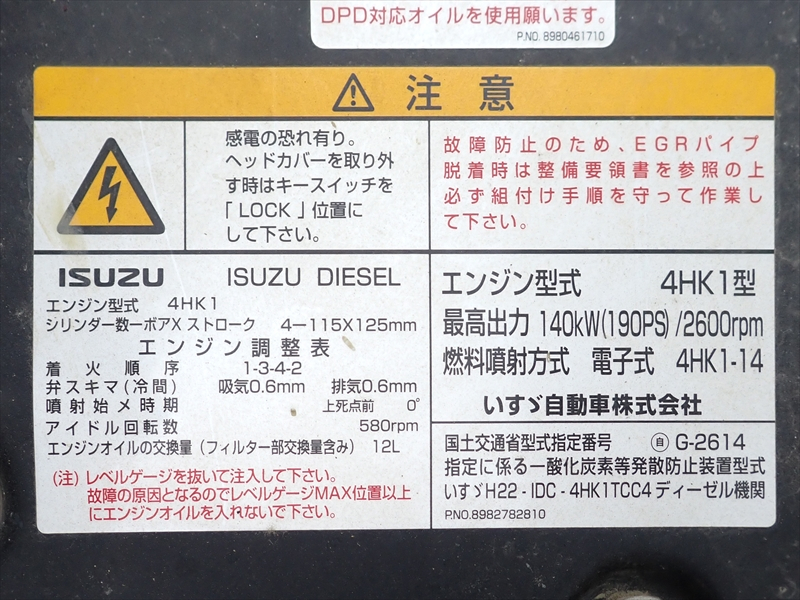 DPD対応オイルを使用願います。
P.NO. 8980461710
⚠ 注 意
感電の恐れ有り。
ヘッドカバーを取り外
す時はキースイッチを
「 LOCK 」位置に
して下さい。
故障防止のため、EGRパイプ
脱着時は整備要領書を参照の上
必ず組付け手順を守って作業し
て下さい。
ISUZU ISUZU DIESEL
エンジン型式 4HK1
シリンダー数ーボアX ストローク 4ー115X125mm
エンジン調整表
着火順序 1-3-4-2
弁スキマ(冷間) 吸気0.6mm 排気0.6mm
噴射始メ時期 上死点前 0°
アイドル回転数 580rpm
エンジンオイルの交換量（フィルター部交換量含み） 12L
(注) レベルゲージを抜いて注入して下さい。
故障の原因となるのでレベルゲージMAX位置以上
にエンジンオイルを入れないで下さい。
エンジン型式 4HK1型
最高出力 140kW(190PS) /2600rpm
燃料噴射方式 電子式 4HK1-14
いすゞ自動車株式会社
国土交通省型式指定番号 ㊂自 G-2614
指定に係る一酸化炭素等発散防止装置型式
いすゞH22 - IDC - 4HK1TCC4 ディーゼル機関
P.NO.8982782810